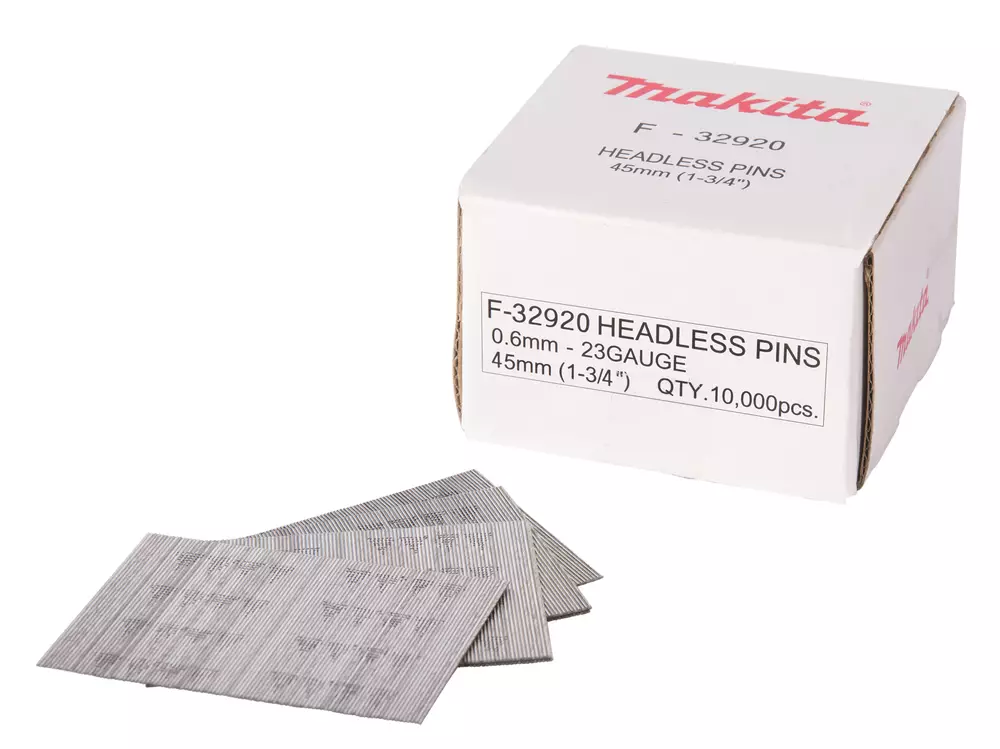 makita®
F - 32920
HEADLESS PINS
45mm (1-3/4")
F-32920 HEADLESS PINS
0.6mm - 23GAUGE
45mm (1-3/4") QTY.10,000pcs.
makita